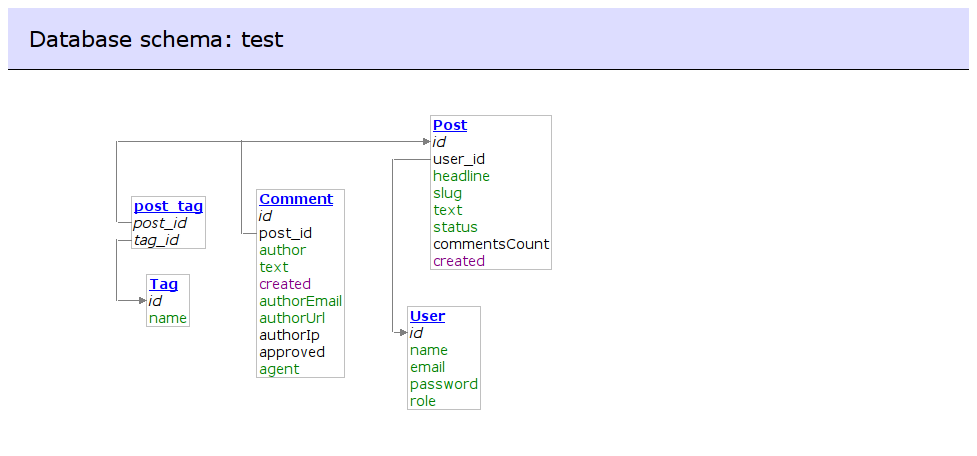 Database schema: test
Post
id
user_id
headline
slug
text
status
commentsCount
created
post_tag
post_id
tag_id
Comment
id
post_id
author
text
created
authorEmail
authorUrl
authorIp
approved
agent
Tag
id
name
User
id
name
email
password
role